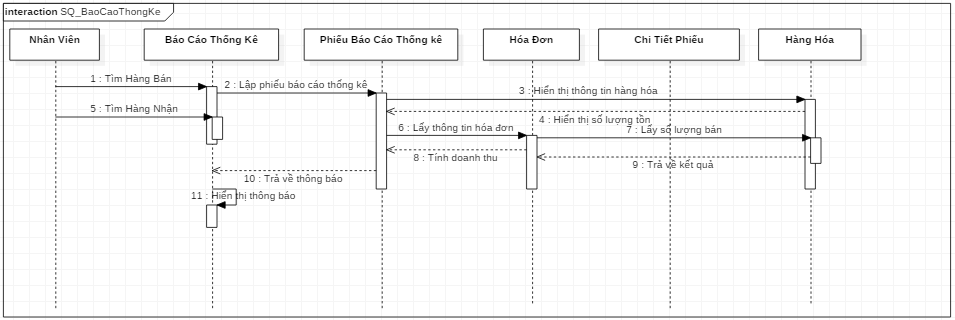 interaction SQ_BaoCaoThongKe
Nhân Viên
Báo Cáo Thống Kê
Phiếu Báo Cáo Thống kê
Hóa Đơn
Chi Tiết Phiếu
Hàng Hóa
1 : Tìm Hàng Bán
2 : Lập phiếu báo cáo thống kê
3 : Hiển thị thông tin hàng hóa
4 : Hiển thị số lượng tồn
5 : Tìm Hàng Nhận
6 : Lấy thông tin hóa đơn
7 : Lấy số lượng bán
8 : Tính doanh thu
9 : Trả về kết quả
10 : Trả về thông báo
11 : Hiển thị thông báo